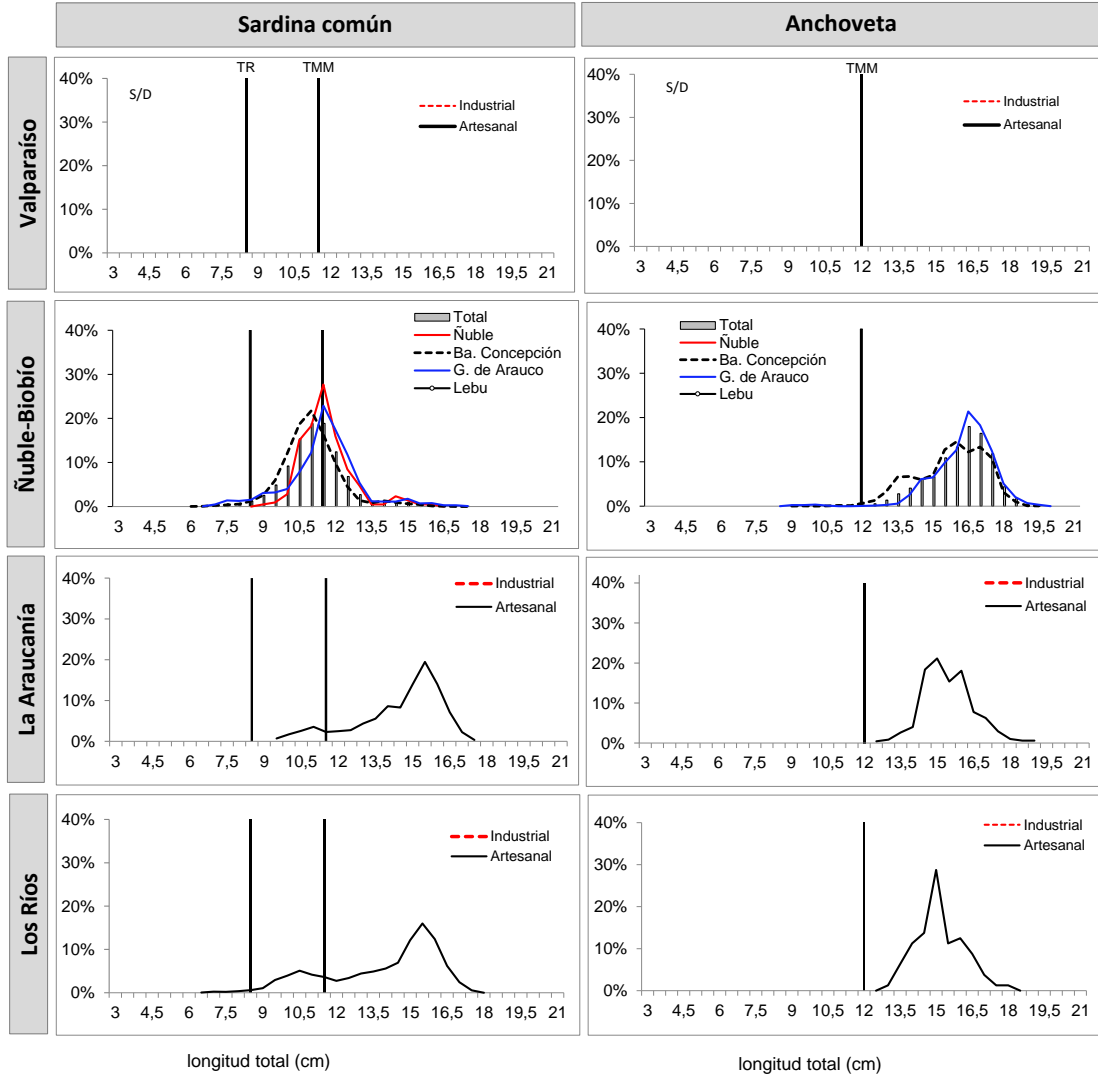 Sardina común
Anchoveta
Valparaíso
TR
TMM
S/D
Industrial
Artesanal
40%
30%
20%
10%
0%
3 4,5 6 7,5 9 10,5 12 13,5 15 16,5 18 19,5 21
TMM
S/D
Industrial
Artesanal
40%
30%
20%
10%
0%
3 4,5 6 7,5 9 10,5 12 13,5 15 16,5 18 19,5 21
Ñuble-Biobío
Total
Ñuble
Ba. Concepción
G. de Arauco
Lebu
40%
30%
20%
10%
0%
3 4,5 6 7,5 9 10,5 12 13,5 15 16,5 18 19,5 21
Total
Ñuble
Ba. Concepción
G. de Arauco
Lebu
40%
30%
20%
10%
0%
3 4,5 6 7,5 9 10,5 12 13,5 15 16,5 18 19,5 21
La Araucanía
Industrial
Artesanal
40%
30%
20%
10%
0%
3 4,5 6 7,5 9 10,5 12 13,5 15 16,5 18 19,5 21
Industrial
Artesanal
40%
30%
20%
10%
0%
3 4,5 6 7,5 9 10,5 12 13,5 15 16,5 18 19,5 21
Los Ríos
Industrial
Artesanal
40%
30%
20%
10%
0%
3 4,5 6 7,5 9 10,5 12 13,5 15 16,5 18 19,5 21
Industrial
Artesanal
40%
30%
20%
10%
0%
3 4,5 6 7,5 9 10,5 12 13,5 15 16,5 18 19,5 21
longitud total (cm)
longitud total (cm)